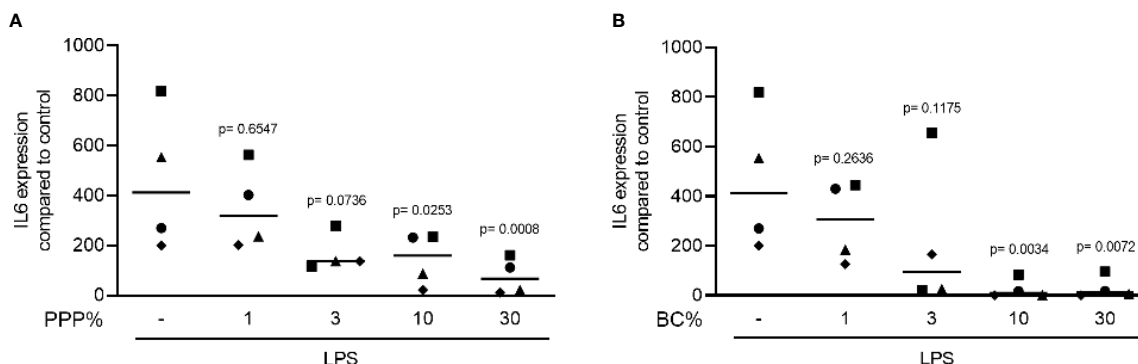 A
IL6 expression
compared to control
1000
800
600
400
200
0
p= 0.6547
p= 0.0736
p= 0.0253
p= 0.0008
PPP% - 1 3 10 30
LPS
B
IL6 expression
compared to control
1000
800
600
400
200
0
p= 0.2636
p= 0.1175
p= 0.0034
p= 0.0072
BC% - 1 3 10 30
LPS